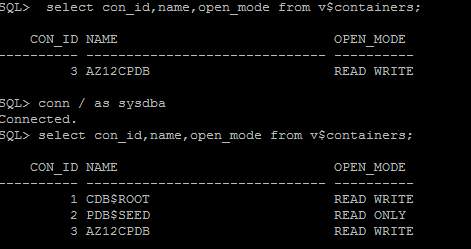 SQL>  select con_id,name,open_mode from v$containers;
CON_ID NAME OPEN_MODE
---------- ------------------------------ ----------
3 AZ12CPDB READ WRITE
SQL> conn / as sysdba
Connected.
SQL> select con_id,name,open_mode from v$containers;
CON_ID NAME OPEN_MODE
---------- ------------------------------ ----------
1 CDB$ROOT READ WRITE
2 PDB$SEED READ ONLY
3 AZ12CPDB READ WRITE